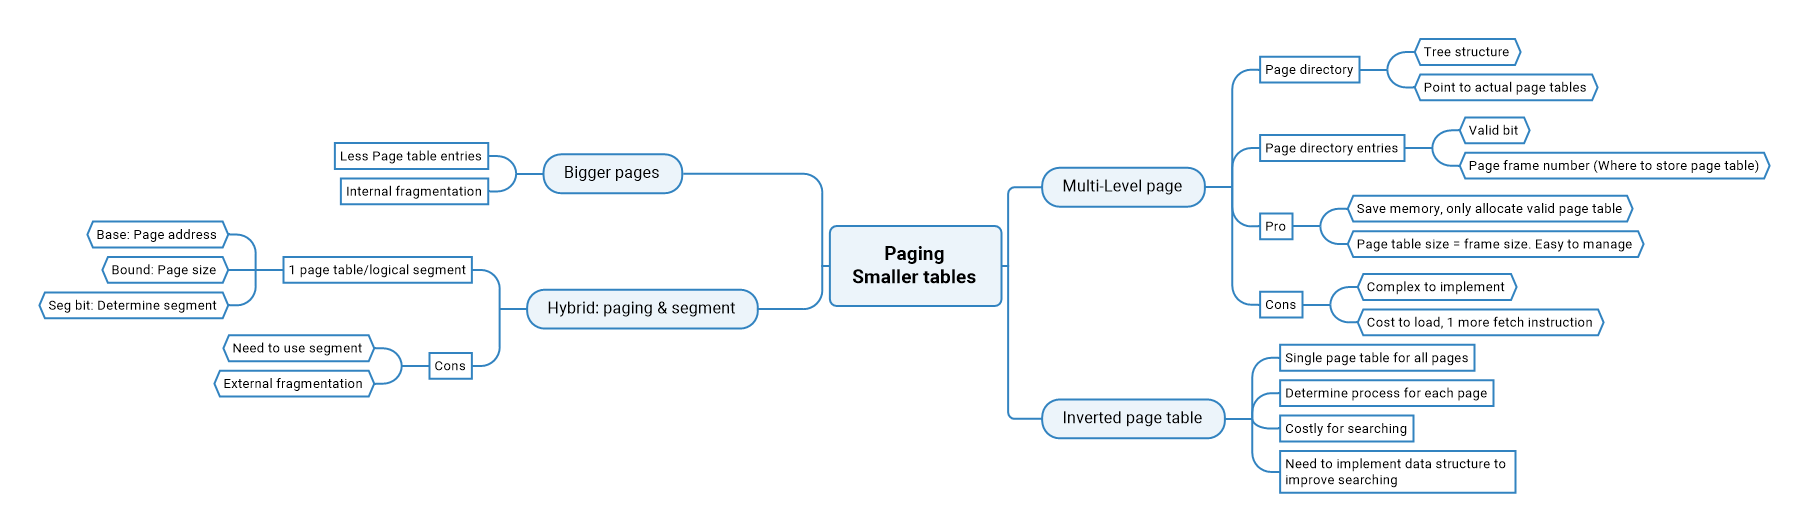 Paging
Smaller tables
Bigger pages
Less Page table entries
Internal fragmentation
Hybrid: paging & segment
1 page table/logical segment
Base: Page address
Bound: Page size
Seg bit: Determine segment
Cons
Need to use segment
External fragmentation
Multi-Level page
Page directory
Tree structure
Point to actual page tables
Page directory entries
Valid bit
Page frame number (Where to store page table)
Pro
Save memory, only allocate valid page table
Page table size = frame size. Easy to manage
Cons
Complex to implement
Cost to load, 1 more fetch instruction
Inverted page table
Single page table for all pages
Determine process for each page
Costly for searching
Need to implement data structure to
improve searching